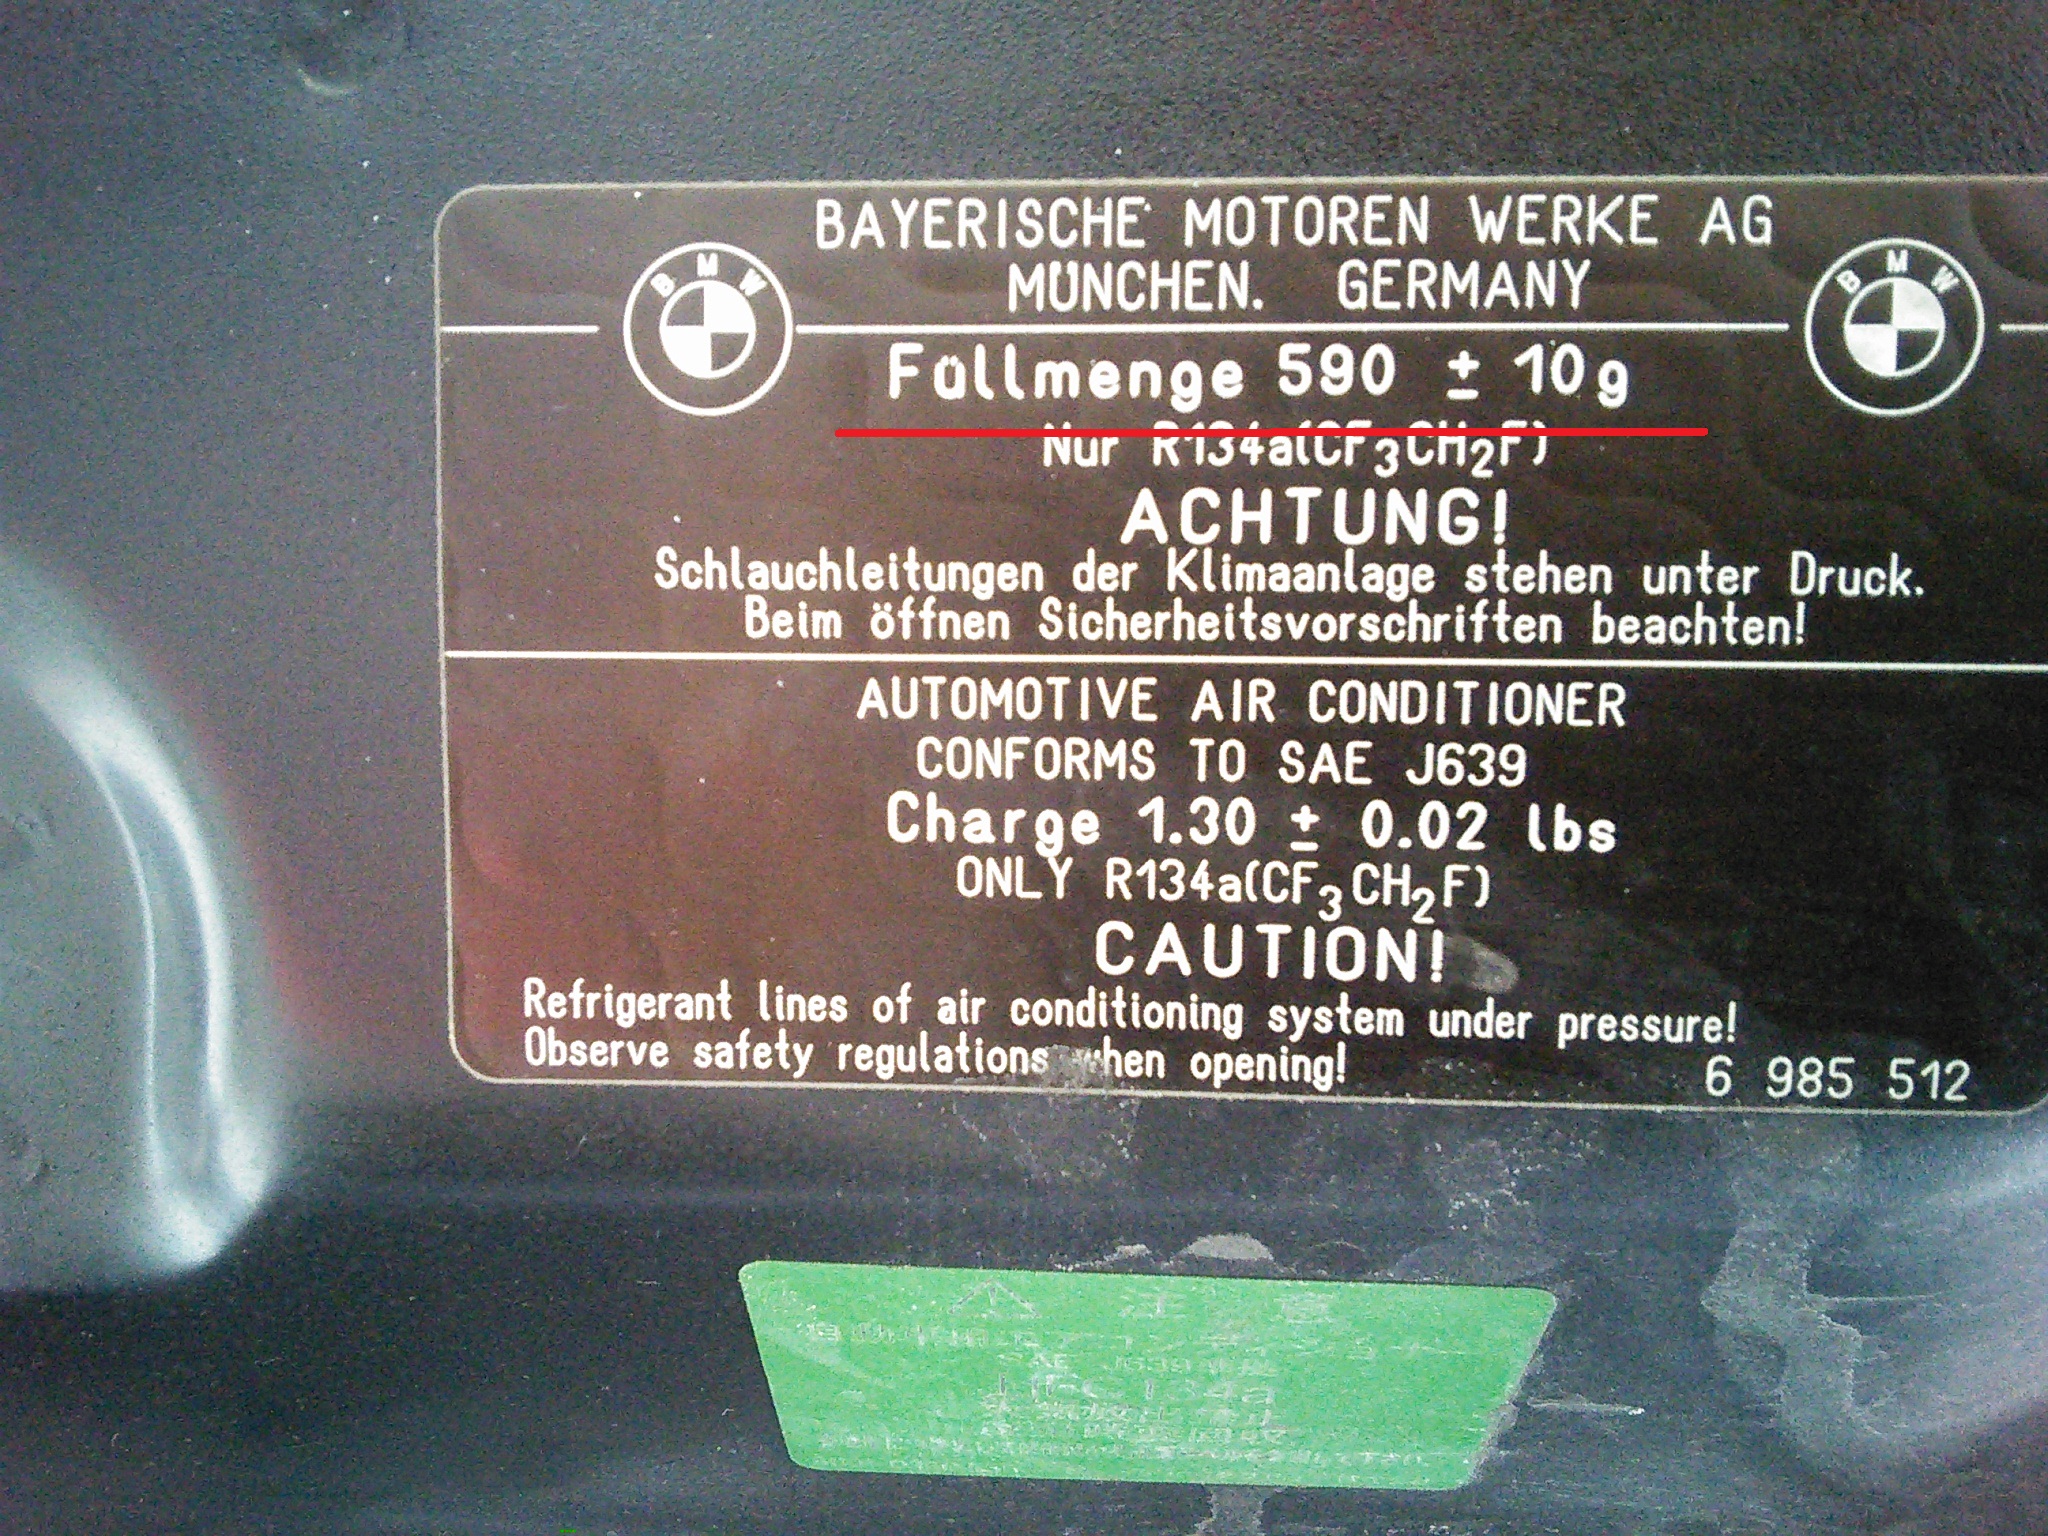 BAYERISCHE MOTOREN WERKE AG
MÜNCHEN. GERMANY
BMW
BMW
Füllmenge 590 ± 10g
Nur R134a(CF₃CH₂F)
ACHTUNG!
Schlauchleitungen der Klimaanlage stehen unter Druck.
Beim öffnen Sicherheitsvorschriften beachten!
AUTOMOTIVE AIR CONDITIONER
CONFORMS TO SAE J639
Charge 1.30 ± 0.02 lbs
ONLY R134a(CF₃CH₂F)
CAUTION!
Refrigerant lines of air conditioning system under pressure!
Observe safety regulations when opening!
6 985 512